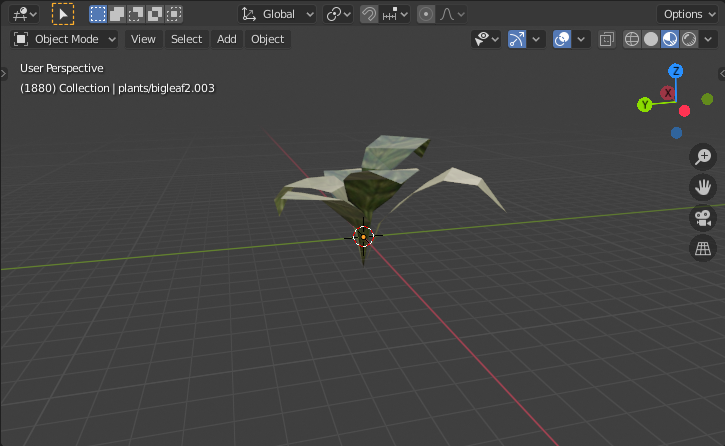 Global
Options
Object Mode
View
Select
Add
Object
User Perspective
(1880) Collection | plants/bigleaf2.003
Z
X
Y